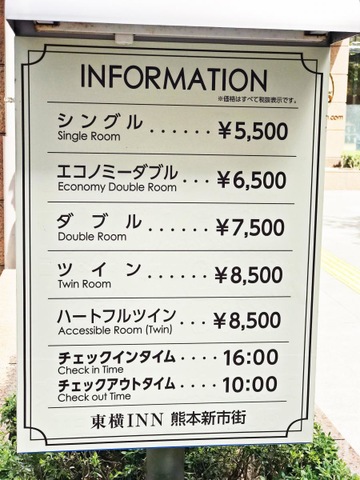 INFORMATION
※価格はすべて税抜表示です。
シングル ...... ¥5,500
Single Room
エコノミーダブル ... ¥6,500
Economy Double Room
ダブル ...... ¥7,500
Double Room
ツイン ...... ¥8,500
Twin Room
ハートフルツイン ... ¥8,500
Accessible Room (Twin)
チェックインタイム .... 16:00
Check in Time
チェックアウトタイム .... 10:00
Check out Time
東横INN 熊本新市街